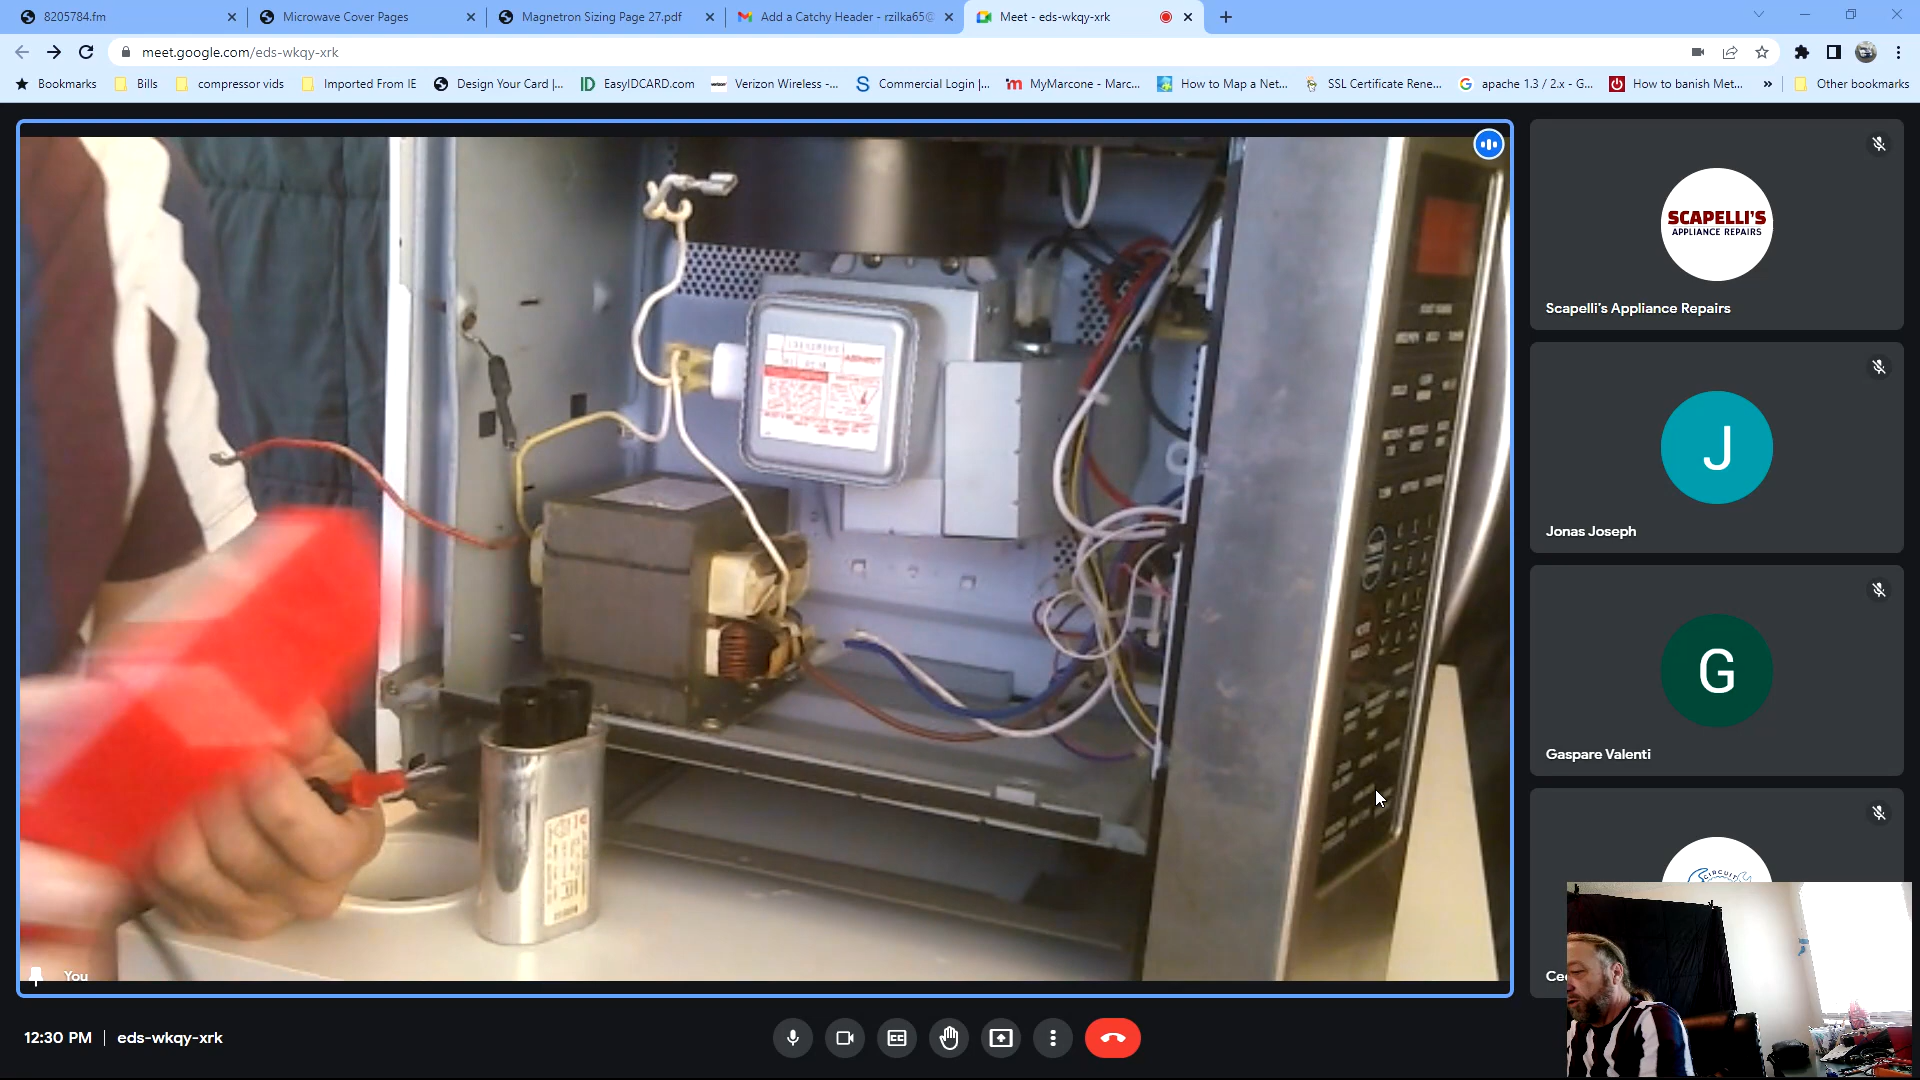 8205784.fm
Microwave Cover Pages
Magnetron Sizing Page 27.pdf
Add a Catchy Header - rzilka65@
Meet - eds-wkqy-xrk
meet.google.com/eds-wkqy-xrk
Bookmarks
Bills
compressor vids
Imported From IE
Design Your Card |...
EasyIDCARD.com
Verizon Wireless -...
Commercial Login |...
MyMarcone - Marc...
How to Map a Net...
SSL Certificate Rene...
apache 1.3 / 2.x - G...
How to banish Met...
Other bookmarks
SCAPELLI'S
APPLIANCE REPAIRS
Scapelli's Appliance Repairs
J
Jonas Joseph
G
Gaspare Valenti
CIRCUIT
You
12:30 PM
eds-wkqy-xrk